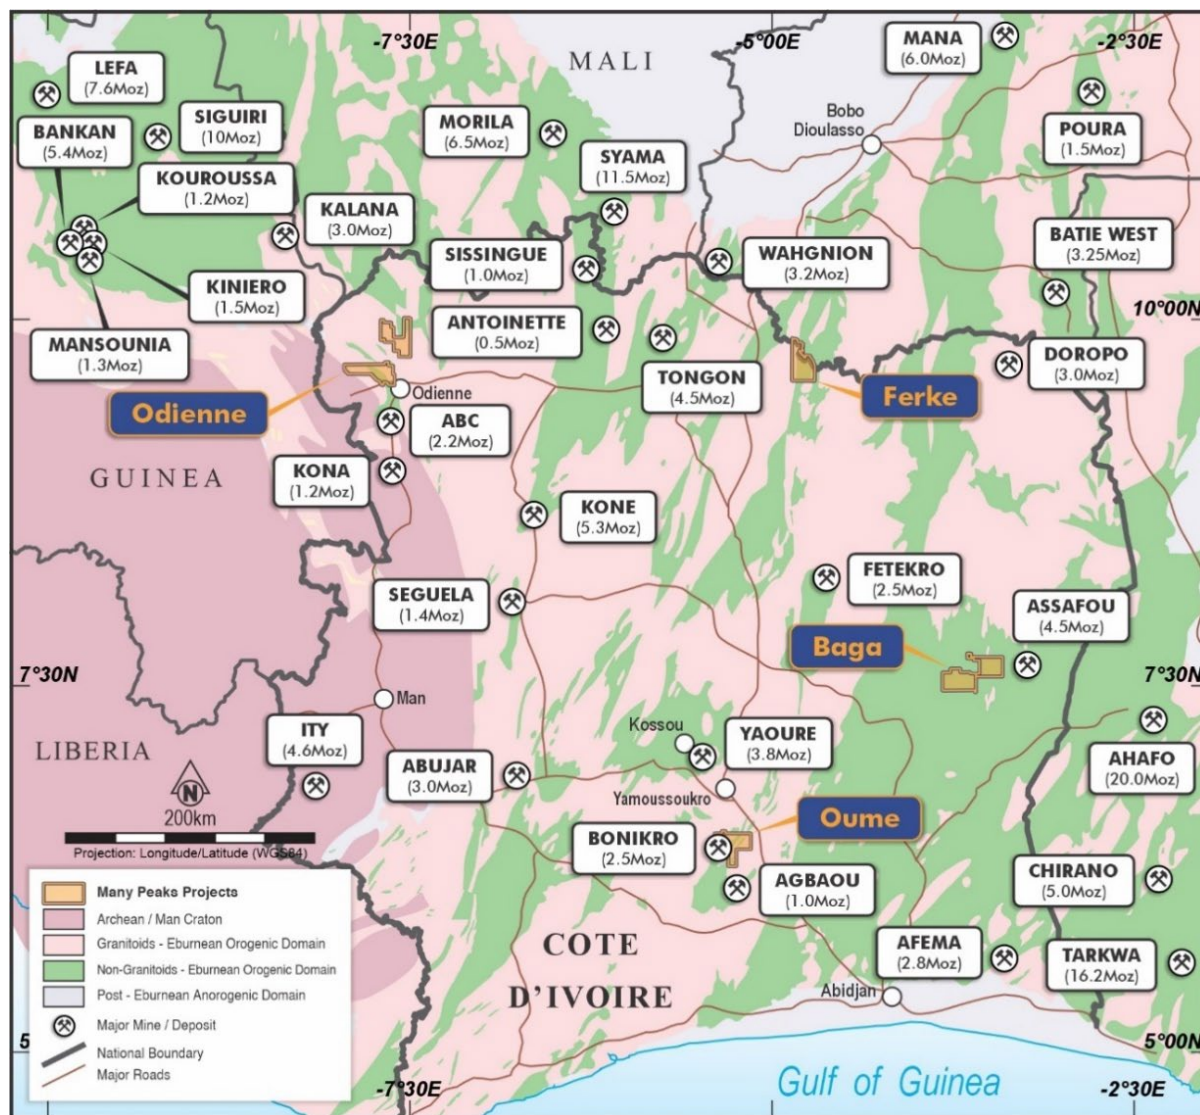 -7°30E
-5°00E
-2°30E
MALI
MANA
(6.0Moz)
LEFA
(7.6Moz)
SIGUIRI
(10Moz)
BANKAN
(5.4Moz)
MORILA
(6.5Moz)
Bobo
Dioulasso
POURA
(1.5Moz)
SYAMA
(11.5Moz)
KOUROUSSA
(1.2Moz)
KALANA
(3.0Moz)
SISSINGUE
(1.0Moz)
WAHGNION
(3.2Moz)
BATIE WEST
(3.25Moz)
KINIERO
(1.5Moz)
10°00N
MANSOUNIA
(1.3Moz)
ANTOINETTE
(0.5Moz)
TONGON
(4.5Moz)
DOROPO
(3.0Moz)
Odienne
Odienne
Ferke
ABC
(2.2Moz)
GUINEA
KONA
(1.2Moz)
KONE
(5.3Moz)
FETEKRO
(2.5Moz)
SEGUELA
(1.4Moz)
ASSAFOU
(4.5Moz)
Baga
7°30N
7°30N
Man
ITY
(4.6Moz)
Kossou
YAOURE
(3.8Moz)
LIBERIA
ABUJAR
(3.0Moz)
AHAFO
(20.0Moz)
Yamoussoukro
N
200km
Projection: Longitude/Latitude (WGS84)
Oume
BONIKRO
(2.5Moz)
AGBAOU
(1.0Moz)
CHIRANO
(5.0Moz)
Many Peaks Projects
Archean / Man Craton
Granitoids - Eburnean Orogenic Domain
Non-Granitoids - Eburnean Orogenic Domain
Post - Eburnean Anorogenic Domain
Major Mine / Deposit
National Boundary
Major Roads
COTE
D'IVOIRE
AFEMA
(2.8Moz)
TARKWA
(16.2Moz)
Abidjan
5°00N
-7°30E
Gulf of Guinea
-2°30E